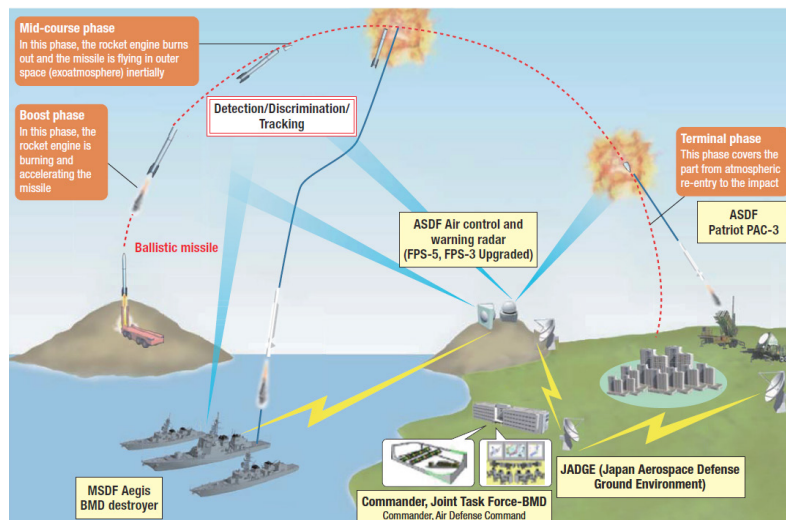 Mid-course phase
In this phase, the rocket engine burns
out and the missile is flying in outer
space (exoatmosphere) inertially
Boost phase
In this phase, the
rocket engine is
burning and
accelerating the
missile
Detection/Discrimination/
Tracking
Terminal phase
This phase covers the
part from atmospheric
re-entry to the impact
ASDF
Patriot PAC-3
ASDF Air control and
warning radar
(FPS-5, FPS-3 Upgraded)
Ballistic missile
MSDF Aegis
BMD destroyer
JADGE (Japan Aerospace Defense
Ground Environment)
Commander, Joint Task Force-BMD
Commander, Air Defense Command